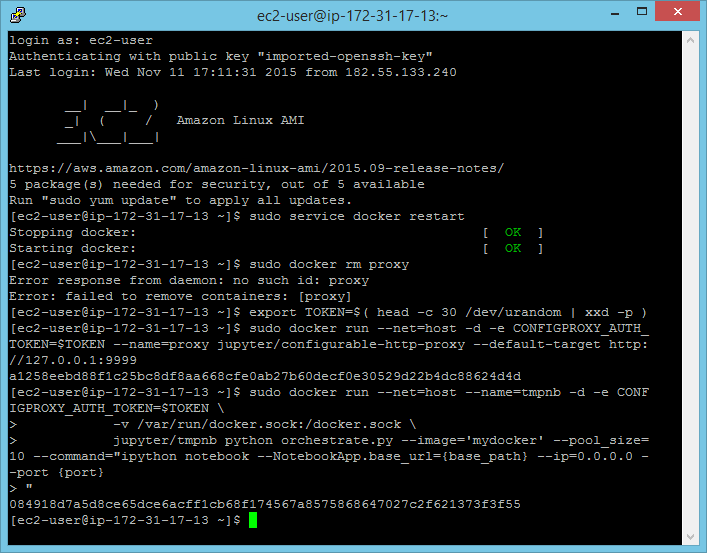 ec2-user@ip-172-31-17-13:~
login as: ec2-user
Authenticating with public key "imported-openssh-key"
Last login: Wed Nov 11 17:11:31 2015 from 182.55.133.240
       __|  __|_  )
       _|  (     /   Amazon Linux AMI
      ___|\___|___|
https://aws.amazon.com/amazon-linux-ami/2015.09-release-notes/
5 package(s) needed for security, out of 5 available
Run "sudo yum update" to apply all updates.
[ec2-user@ip-172-31-17-13 ~]$ sudo service docker restart
Stopping docker:                                           [  OK  ]
Starting docker:                                           [  OK  ]
[ec2-user@ip-172-31-17-13 ~]$ sudo docker rm proxy
Error response from daemon: no such id: proxy
Error: failed to remove containers: [proxy]
[ec2-user@ip-172-31-17-13 ~]$ export TOKEN=$( head -c 30 /dev/urandom | xxd -p )
[ec2-user@ip-172-31-17-13 ~]$ sudo docker run --net=host -d -e CONFIGPROXY_AUTH_
TOKEN=$TOKEN --name=proxy jupyter/configurable-http-proxy --default-target http:
//127.0.0.1:9999
a1258eebd88f1c25bc8df8aa668cfe0ab27b60decf0e30529d22b4dc88624d4d
[ec2-user@ip-172-31-17-13 ~]$ sudo docker run --net=host --name=tmpnb -d -e CONF
IGPROXY_AUTH_TOKEN=$TOKEN \
>            -v /var/run/docker.sock:/docker.sock \
>            jupyter/tmpnb python orchestrate.py --image='mydocker' --pool_size=
10 --command="ipython notebook --NotebookApp.base_url={base_path} --ip=0.0.0.0 -
-port {port}
> "
084918d7a5d8ce65dce6acff1cb68f174567a8575868647027c2f621373f3f55
[ec2-user@ip-172-31-17-13 ~]$